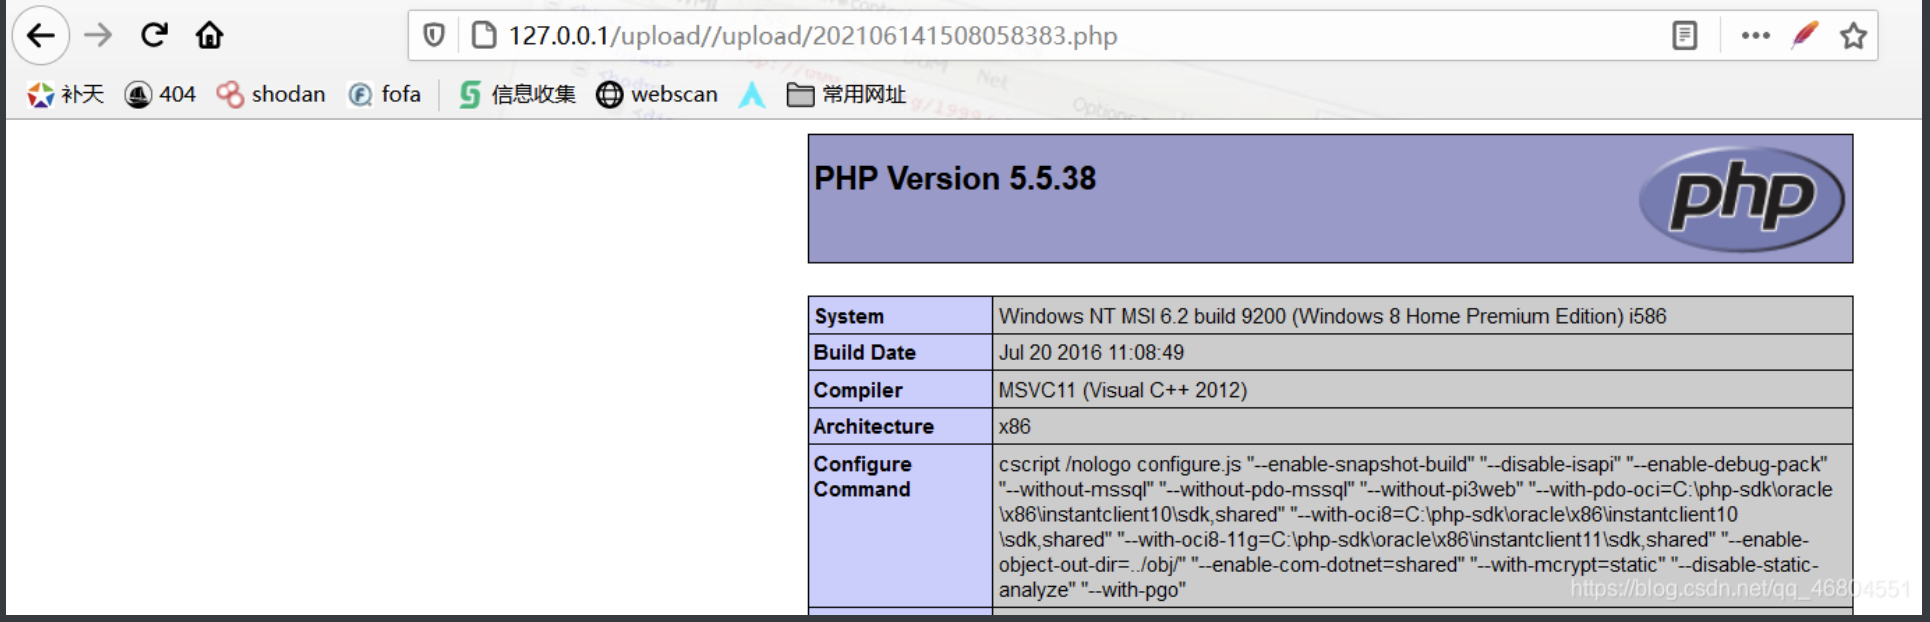 127.0.0.1/upload//upload/202106141508058383.php
补天 404 shodan fofa 信息收集 webscan 常用网址
Net
Options
PHP Version 5.5.38
php
System Windows NT MSI 6.2 build 9200 (Windows 8 Home Premium Edition) i586
Build Date Jul 20 2016 11:08:49
Compiler MSVC11 (Visual C++ 2012)
Architecture x86
Configure Command cscript /nologo configure.js "--enable-snapshot-build" "--disable-isapi" "--enable-debug-pack"
"--without-mssql" "--without-pdo-mssql" "--without-pi3web" "--with-pdo-oci=C:\php-sdk\oracle
\x86\instantclient10\sdk,shared" "--with-oci8=C:\php-sdk\oracle\x86\instantclient10
\sdk,shared" "--with-oci8-11g=C:\php-sdk\oracle\x86\instantclient11\sdk,shared" "--enable-
object-out-dir=../obj/" "--enable-com-dotnet=shared" "--with-mcrypt=static" "--disable-static-
analyze" "--with-pgo"
https://blog.csdn.net/qq_46804551